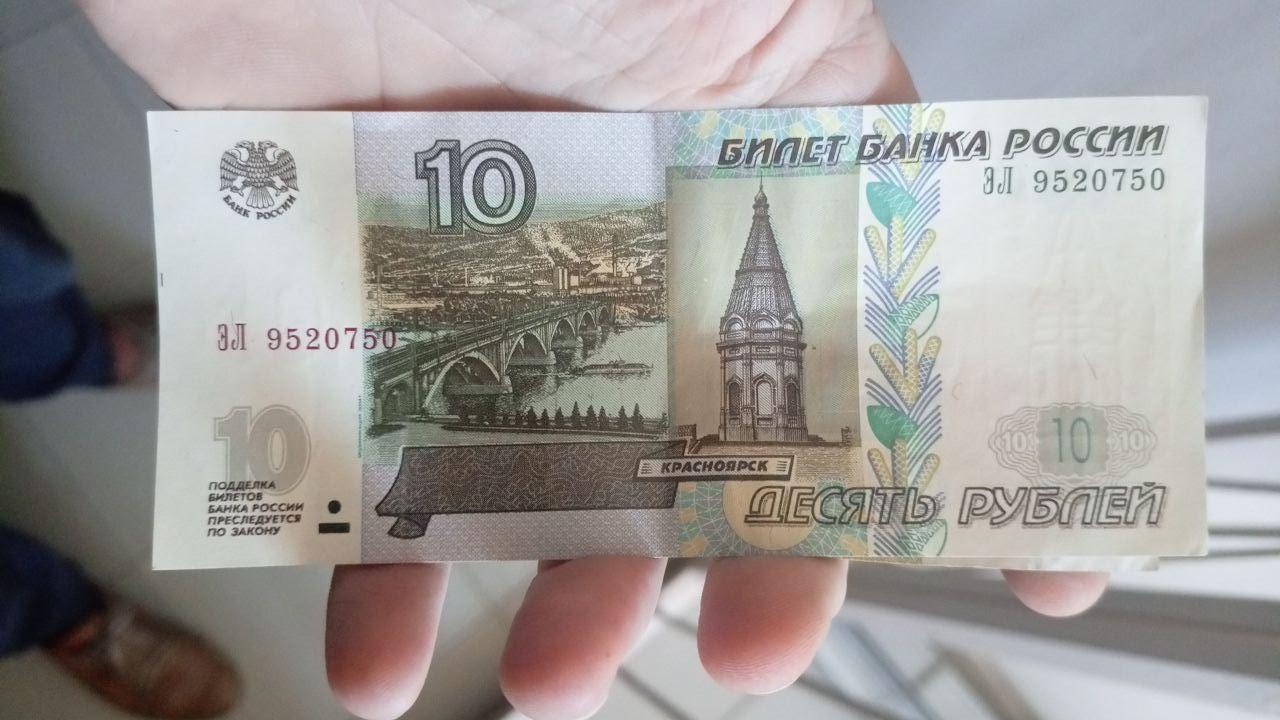 БАНК РОССИИ
10
БИЛЕТ БАНКА РОССИИ
ЭЛ 9520750
ЭЛ 9520750
10
ПОДДЕЛКА
БИЛЕТОВ
БАНКА РОССИИ
ПРЕСЛЕДУЕТСЯ
ПО ЗАКОНУ
КРАСНОЯРСК
10 10 10
ДЕСЯТЬ РУБЛЕЙ